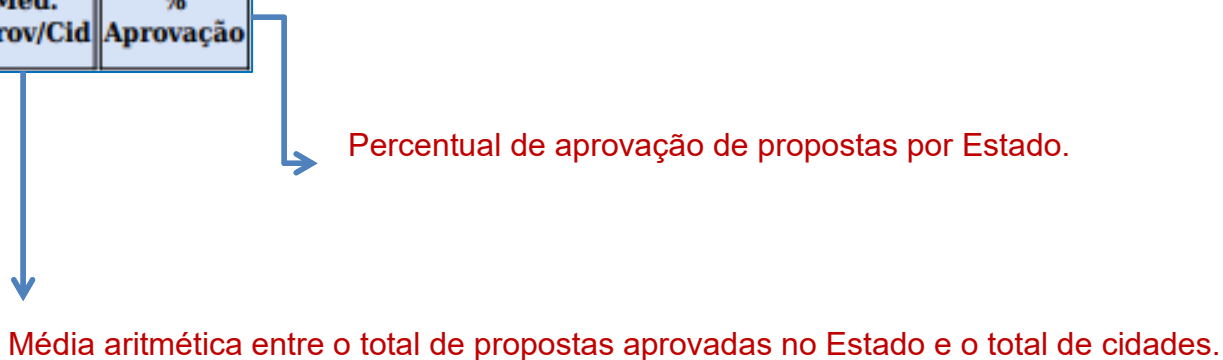 Med. %
rov/Cid Aprovação
Percentual de aprovação de propostas por Estado.
Média aritmética entre o total de propostas aprovadas no Estado e o total de cidades.